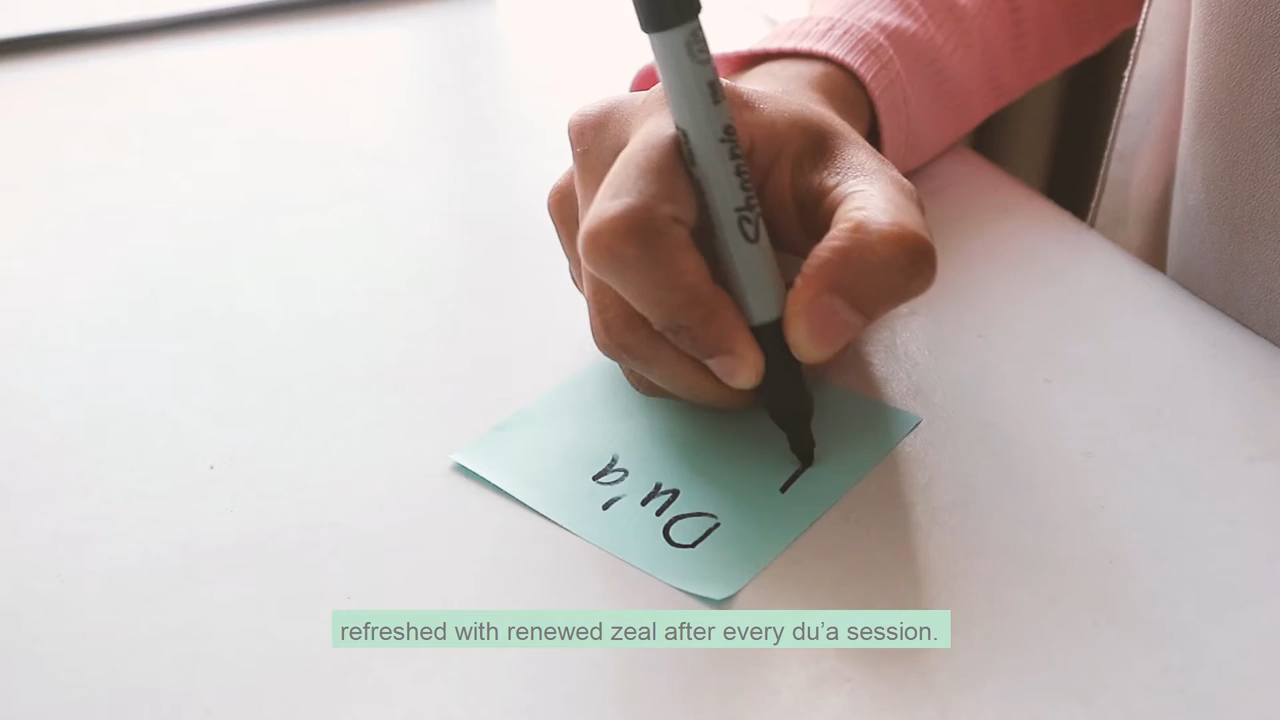 Sharpie
Du'a
refreshed with renewed zeal after every du’a session.